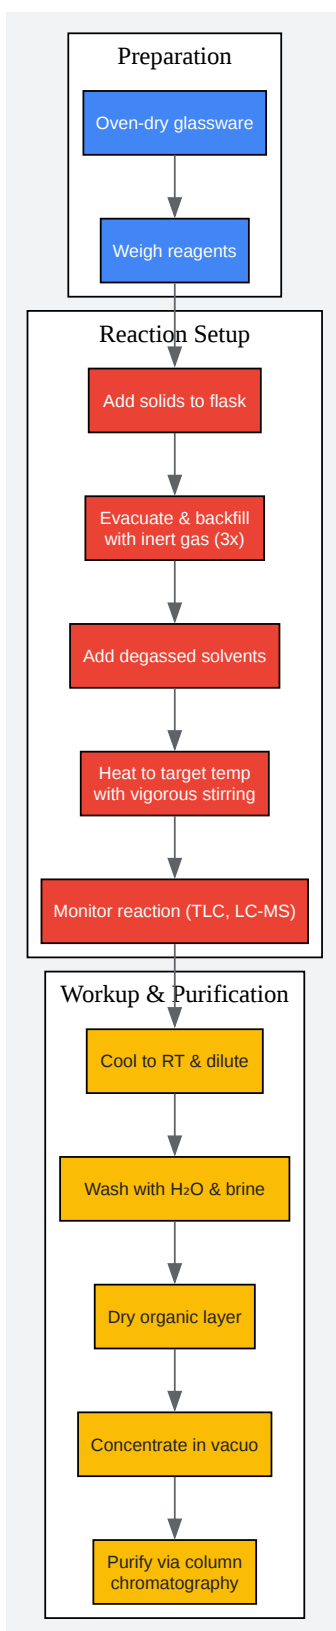 Preparation
Oven-dry glassware
Weigh reagents
Reaction Setup
Add solids to flask
Evacuate & backfill
with inert gas (3x)
Add degassed solvents
Heat to target temp
with vigorous stirring
Monitor reaction (TLC, LC-MS)
Workup & Purification
Cool to RT & dilute
Wash with H₂O & brine
Dry organic layer
Concentrate in vacuo
Purify via column
chromatography